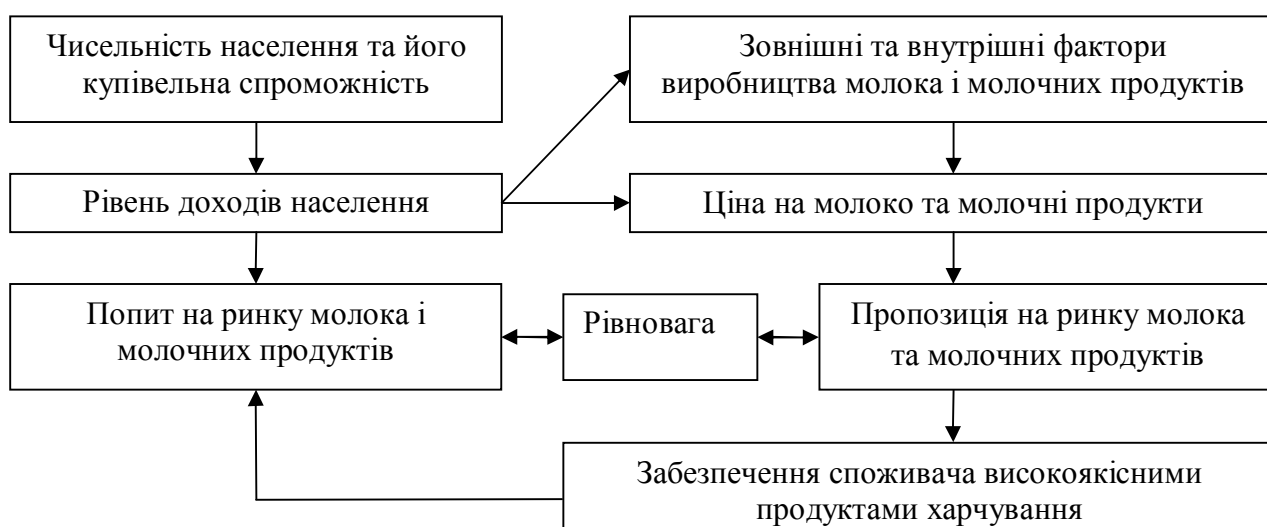 Чисельність населення та його
купівельна спроможність
Зовнішні та внутрішні фактори
виробництва молока і молочних продуктів
Рівень доходів населення
Ціна на молоко та молочні продукти
Попит на ринку молока і
молочних продуктів
Рівновага
Пропозиція на ринку молока
та молочних продуктів
Забезпечення споживача високоякісними
продуктами харчування